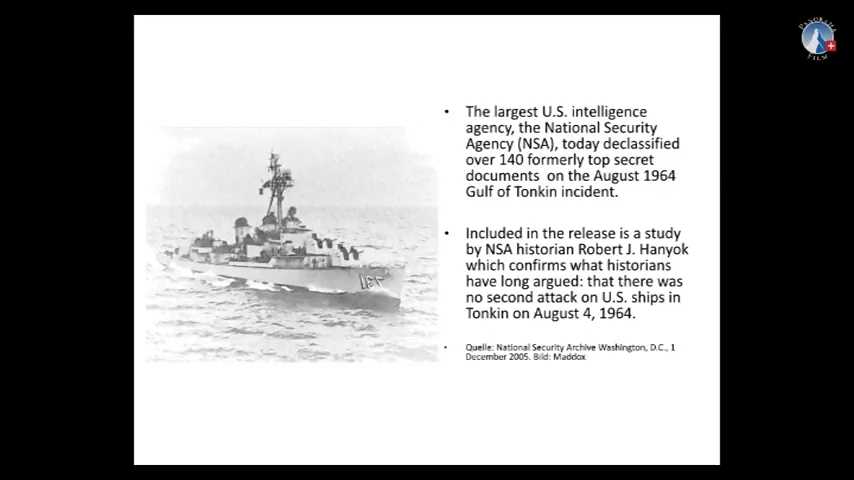 PANORAMA
FILM
• The largest U.S. intelligence
agency, the National Security
Agency (NSA), today declassified
over 140 formerly top secret
documents on the August 1964
Gulf of Tonkin incident.
• Included in the release is a study
by NSA historian Robert J. Hanyok
which confirms what historians
have long argued: that there was
no second attack on U.S. ships in
Tonkin on August 4, 1964.
• Quelle: National Security Archive Washington, D.C., 1
December 2005. Bild: Maddox